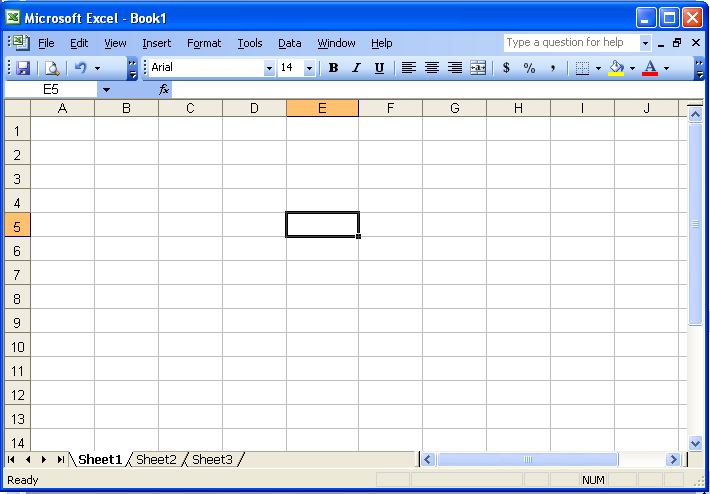 Microsoft Excel - Book1
File Edit View Insert Format Tools Data Window Help Type a question for help
Arial 14 B I U $ % , A
E5 fx
A B C D E F G H I J
1
2
3
4
5
6
7
8
9
10
11
12
13
14
Sheet1 Sheet2 Sheet3
Ready NUM